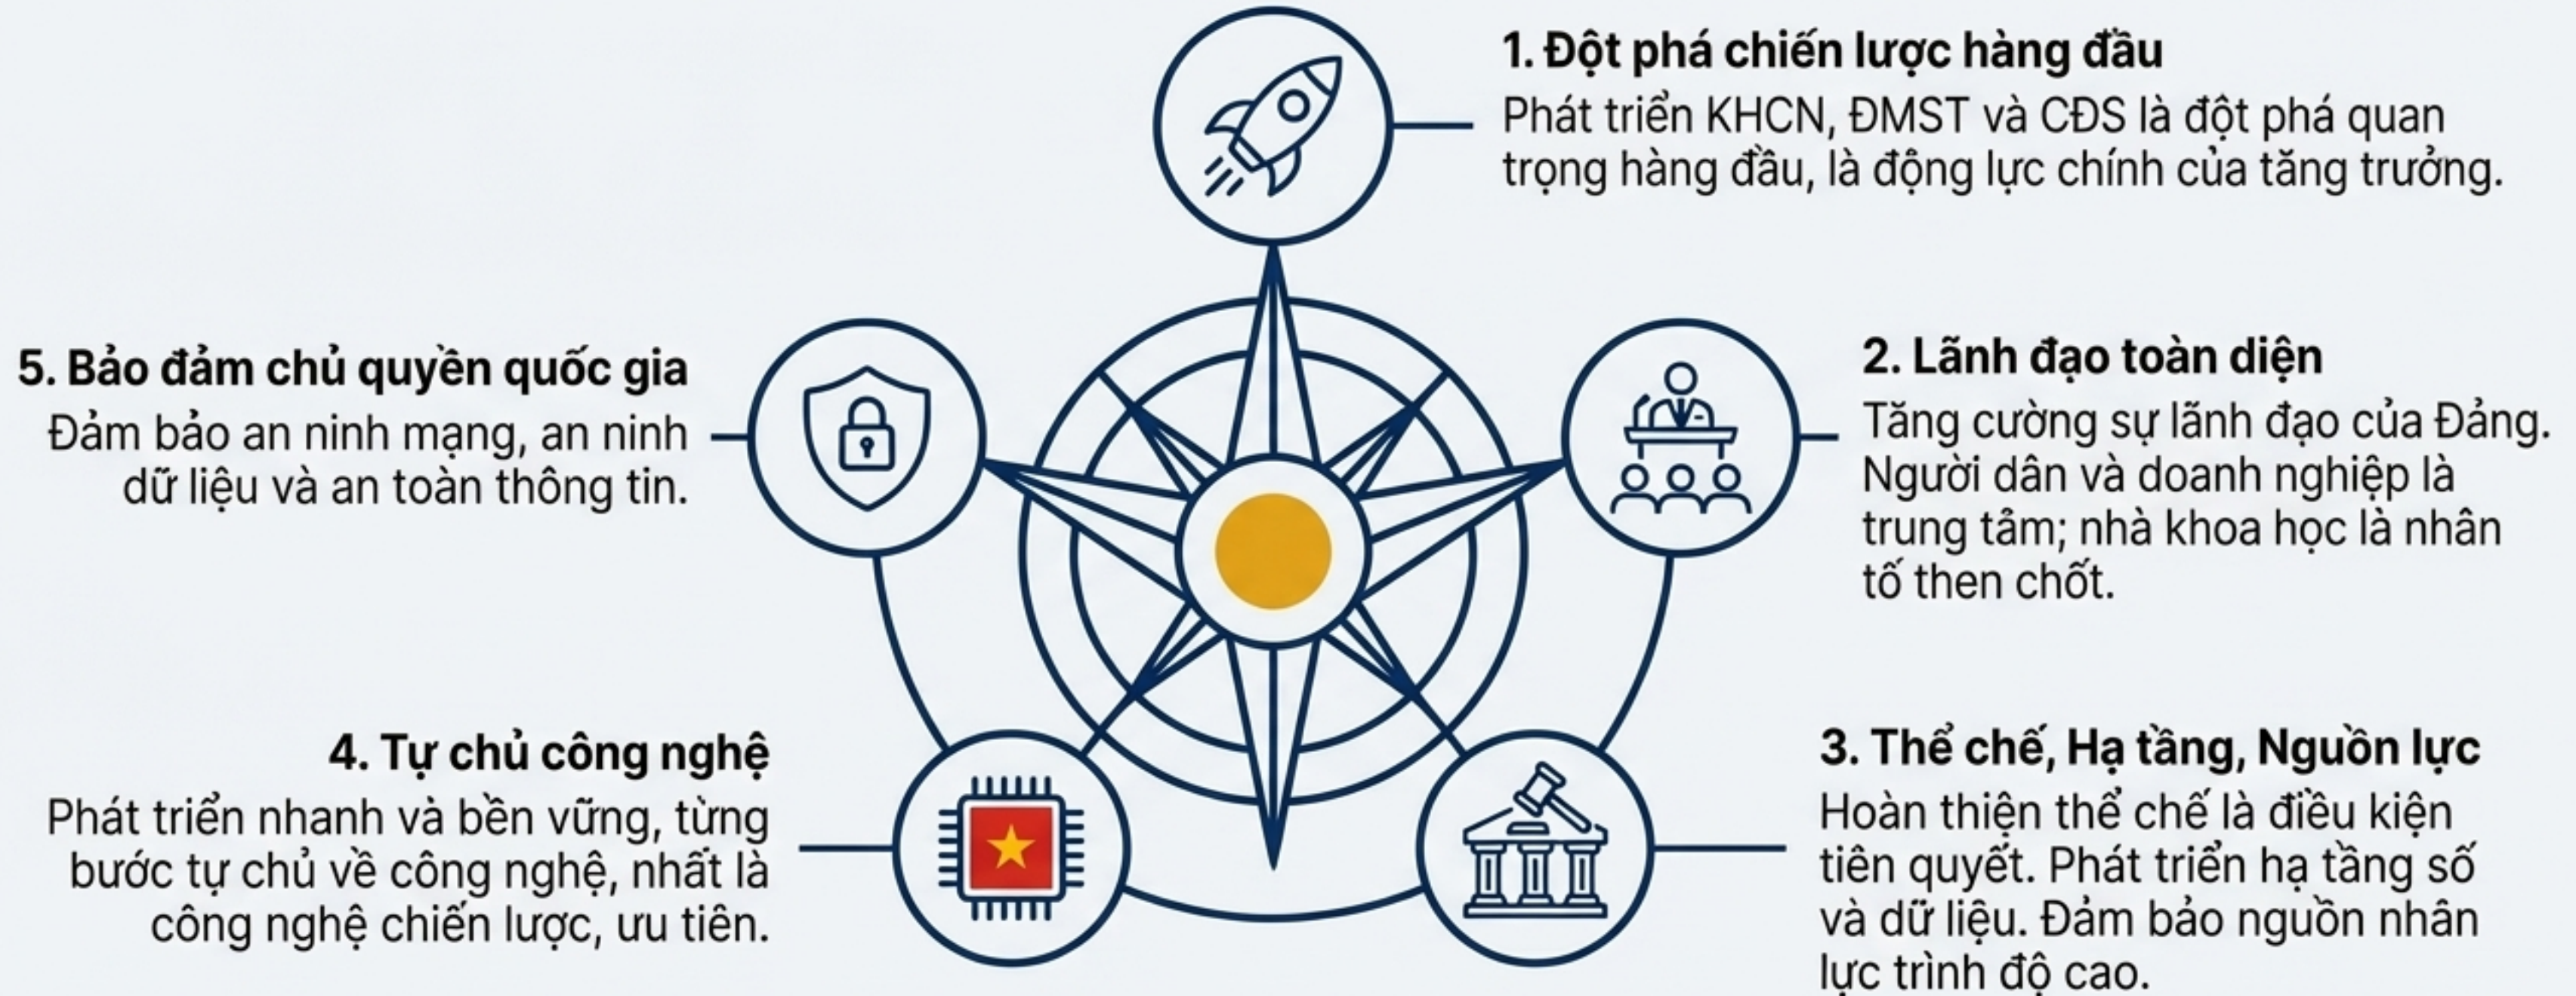 1. Đột phá chiến lược hàng đầu
Phát triển KHCN, ĐMST và CĐS là đột phá quan
trọng hàng đầu, là động lực chính của tăng trưởng.
2. Lãnh đạo toàn diện
Tăng cường sự lãnh đạo của Đảng.
Người dân và doanh nghiệp là
trung tâm; nhà khoa học là nhân
tố then chốt.
3. Thể chế, Hạ tầng, Nguồn lực
Hoàn thiện thể chế là điều kiện
tiên quyết. Phát triển hạ tầng số
và dữ liệu. Đảm bảo nguồn nhân
lực trình độ cao.
4. Tự chủ công nghệ
Phát triển nhanh và bền vững, từng
bước tự chủ về công nghệ, nhất là
công nghệ chiến lược, ưu tiên.
5. Bảo đảm chủ quyền quốc gia
Đảm bảo an ninh mạng, an ninh
dữ liệu và an toàn thông tin.